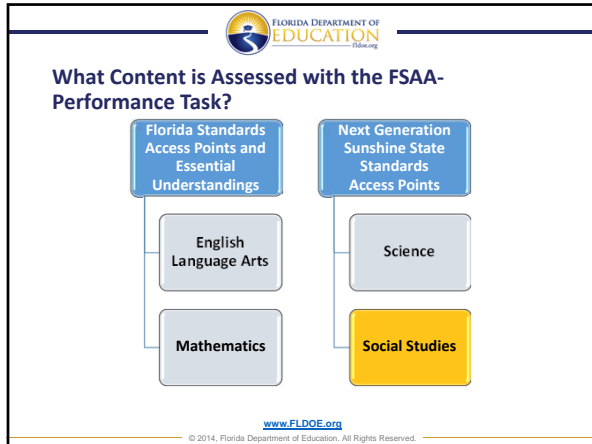 FLORIDA DEPARTMENT OF
EDUCATION
fldoe.org
What Content is Assessed with the FSAA-
Performance Task?
Florida Standards
Access Points and
Essential
Understandings
English
Language Arts
Mathematics
Next Generation
Sunshine State
Standards
Access Points
Science
Social Studies
www.FLDOE.org
© 2014, Florida Department of Education. All Rights Reserved.